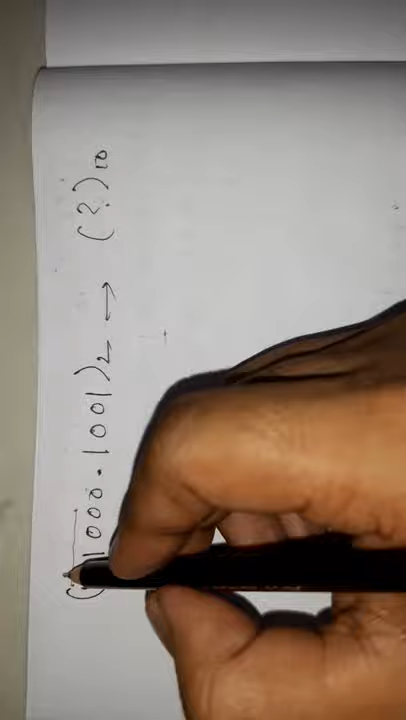 (1000.1001)₂ → (?)₁₀